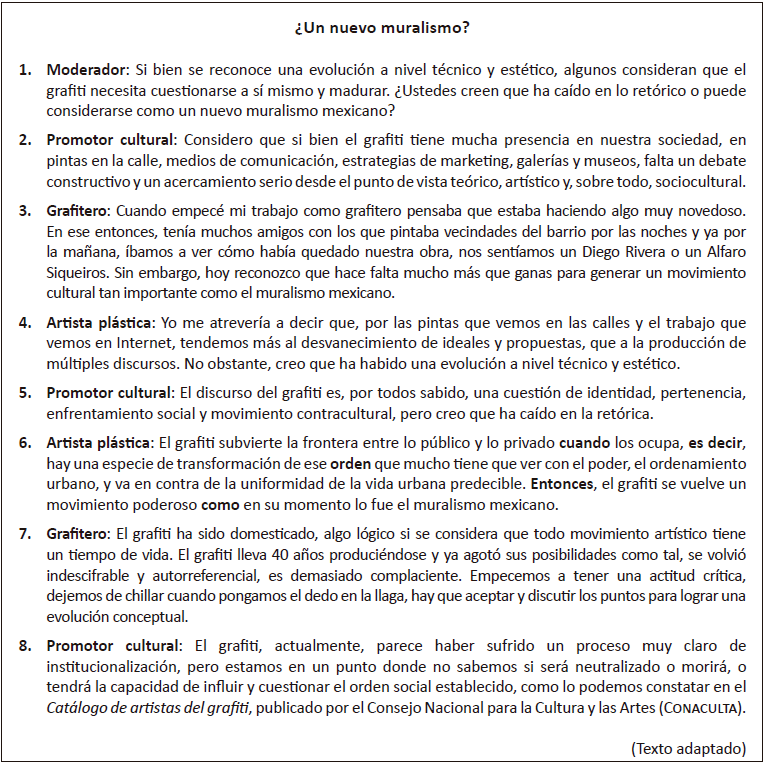 ¿Un nuevo muralismo?
1. Moderador: Si bien se reconoce una evolución a nivel técnico y estético, algunos consideran que el
grafiti necesita cuestionarse a sí mismo y madurar. ¿Ustedes creen que ha caído en lo retórico o puede
considerarse como un nuevo muralismo mexicano?
2. Promotor cultural: Considero que si bien el grafiti tiene mucha presencia en nuestra sociedad, en
pintas en la calle, medios de comunicación, estrategias de marketing, galerías y museos, falta un debate
constructivo y un acercamiento serio desde el punto de vista teórico, artístico y, sobre todo, sociocultural.
3. Grafitero: Cuando empecé mi trabajo como grafitero pensaba que estaba haciendo algo muy novedoso.
En ese entonces, tenía muchos amigos con los que pintaba vecindades del barrio por las noches y ya por
la mañana, íbamos a ver cómo había quedado nuestra obra, nos sentíamos un Diego Rivera o un Alfaro
Siqueiros. Sin embargo, hoy reconozco que hace falta mucho más que ganas para generar un movimiento
cultural tan importante como el muralismo mexicano.
4. Artista plástica: Yo me atrevería a decir que, por las pintas que vemos en las calles y el trabajo que
vemos en Internet, tendemos más al desvanecimiento de ideales y propuestas, que a la producción de
múltiples discursos. No obstante, creo que ha habido una evolución a nivel técnico y estético.
5. Promotor cultural: El discurso del grafiti es, por todos sabido, una cuestión de identidad, pertenencia,
enfrentamiento social y movimiento contracultural, pero creo que ha caído en la retórica.
6. Artista plástica: El grafiti subvierte la frontera entre lo público y lo privado cuando los ocupa, es decir,
hay una especie de transformación de ese orden que mucho tiene que ver con el poder, el ordenamiento
urbano, y va en contra de la uniformidad de la vida urbana predecible. Entonces, el grafiti se vuelve un
movimiento poderoso como en su momento lo fue el muralismo mexicano.
7. Grafitero: El grafiti ha sido domesticado, algo lógico si se considera que todo movimiento artístico tiene
un tiempo de vida. El grafiti lleva 40 años produciéndose y ya agotó sus posibilidades como tal, se volvió
indescifrable y autorreferencial, es demasiado complaciente. Empecemos a tener una actitud crítica,
dejemos de chillar cuando pongamos el dedo en la llaga, hay que aceptar y discutir los puntos para lograr una
evolución conceptual.
8. Promotor cultural: El grafiti, actualmente, parece haber sufrido un proceso muy claro de
institucionalización, pero estamos en un punto donde no sabemos si será neutralizado o morirá, o
tendrá la capacidad de influir y cuestionar el orden social establecido, como lo podemos constatar en el
Catálogo de artistas del grafiti, publicado por el Consejo Nacional para la Cultura y las Artes (CONACULTA).
(Texto adaptado)